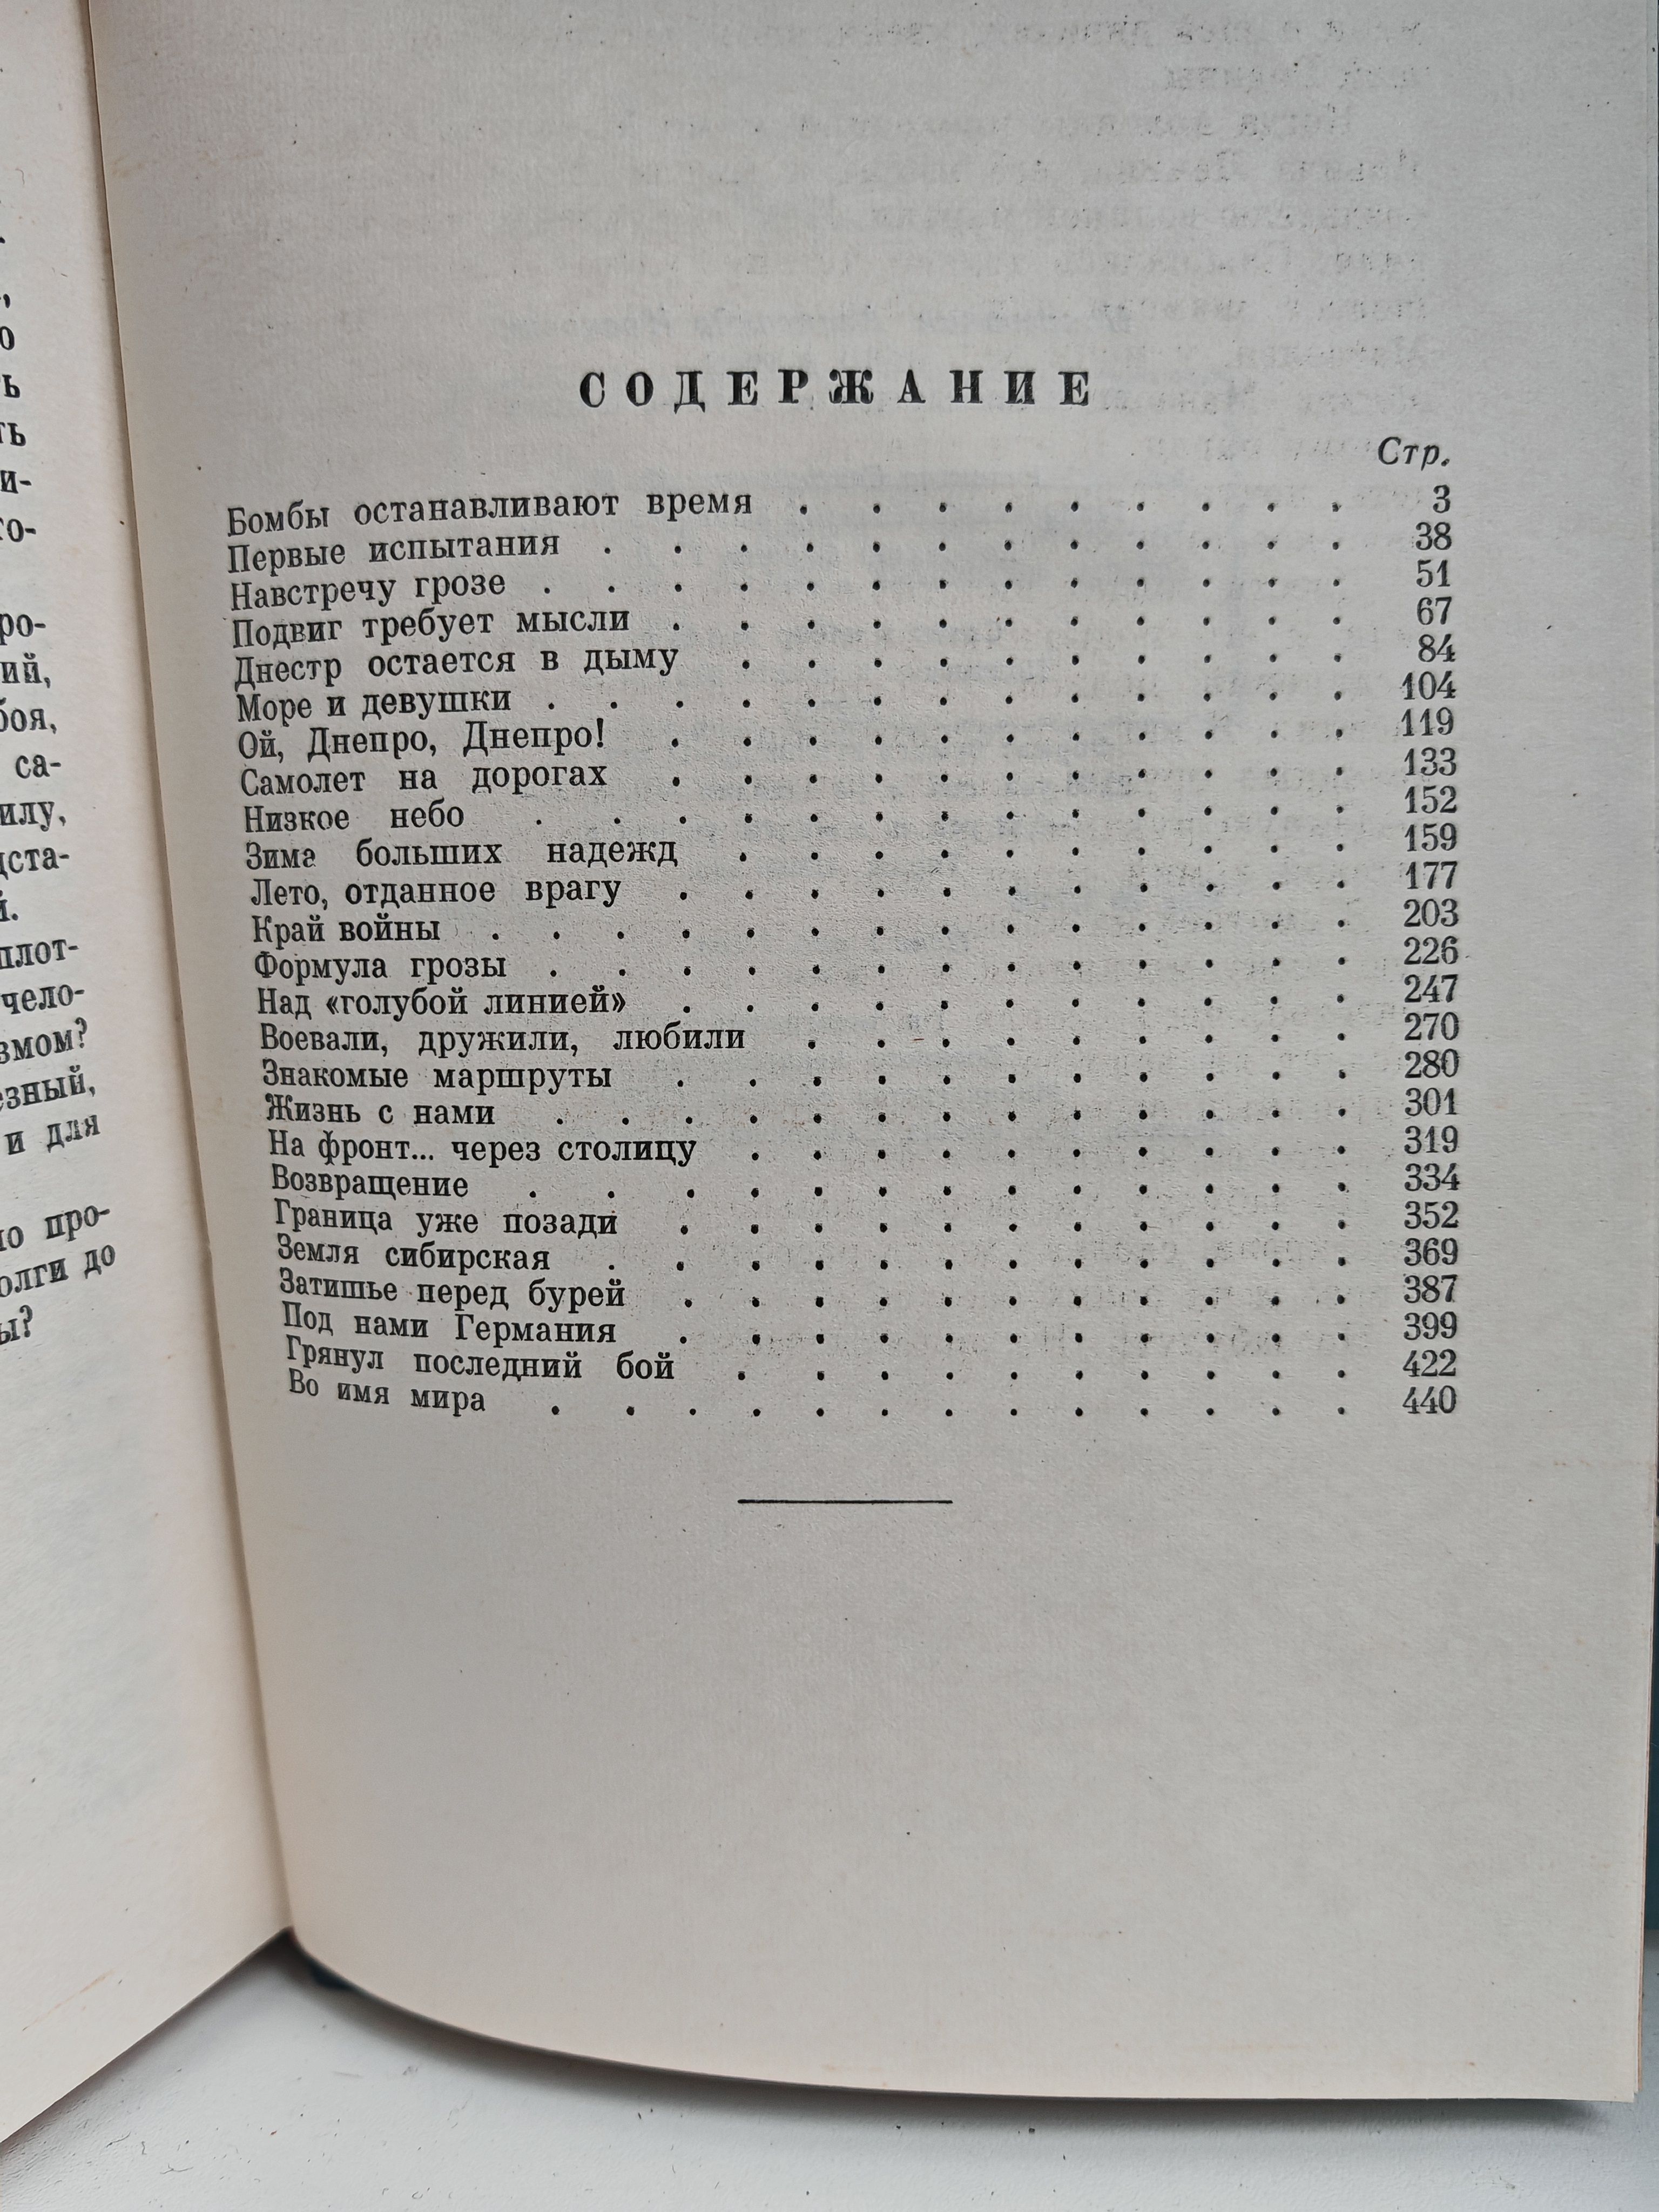 СОДЕРЖАНИЕ
Стр.
Бомбы останавливают время . . . . . . . . . 3
Первые испытания . . . . . . . . . . . . 38
Навстречу грозе . . . . . . . . . . . . . 51
Подвиг требует мысли . . . . . . . . . . . 67
Днестр остается в дыму . . . . . . . . . . 84
Море и девушки . . . . . . . . . . . . . 104
Ой, Днепро, Днепро! . . . . . . . . . . . 119
Самолет на дорогах . . . . . . . . . . . 133
Низкое небо . . . . . . . . . . . . . 152
Зима больших надежд . . . . . . . . . . 159
Лето, отданное врагу . . . . . . . . . . . 177
Край войны . . . . . . . . . . . . . . 203
Формула грозы . . . . . . . . . . . . . 226
Над «голубой линией» . . . . . . . . . . . 247
Воевали, дружили, любили . . . . . . . . . 270
Знакомые маршруты . . . . . . . . . . . 280
Жизнь с нами . . . . . . . . . . . . . 301
На фронт... через столицу . . . . . . . . . . 319
Возвращение . . . . . . . . . . . . . 334
Граница уже позади . . . . . . . . . . . 352
Земля сибирская . . . . . . . . . . . . 369
Затишье перед бурей . . . . . . . . . . . 387
Под нами Германия . . . . . . . . . . . 399
Грянул последний бой . . . . . . . . . . 422
Во имя мира . . . . . . . . . . . . . 440